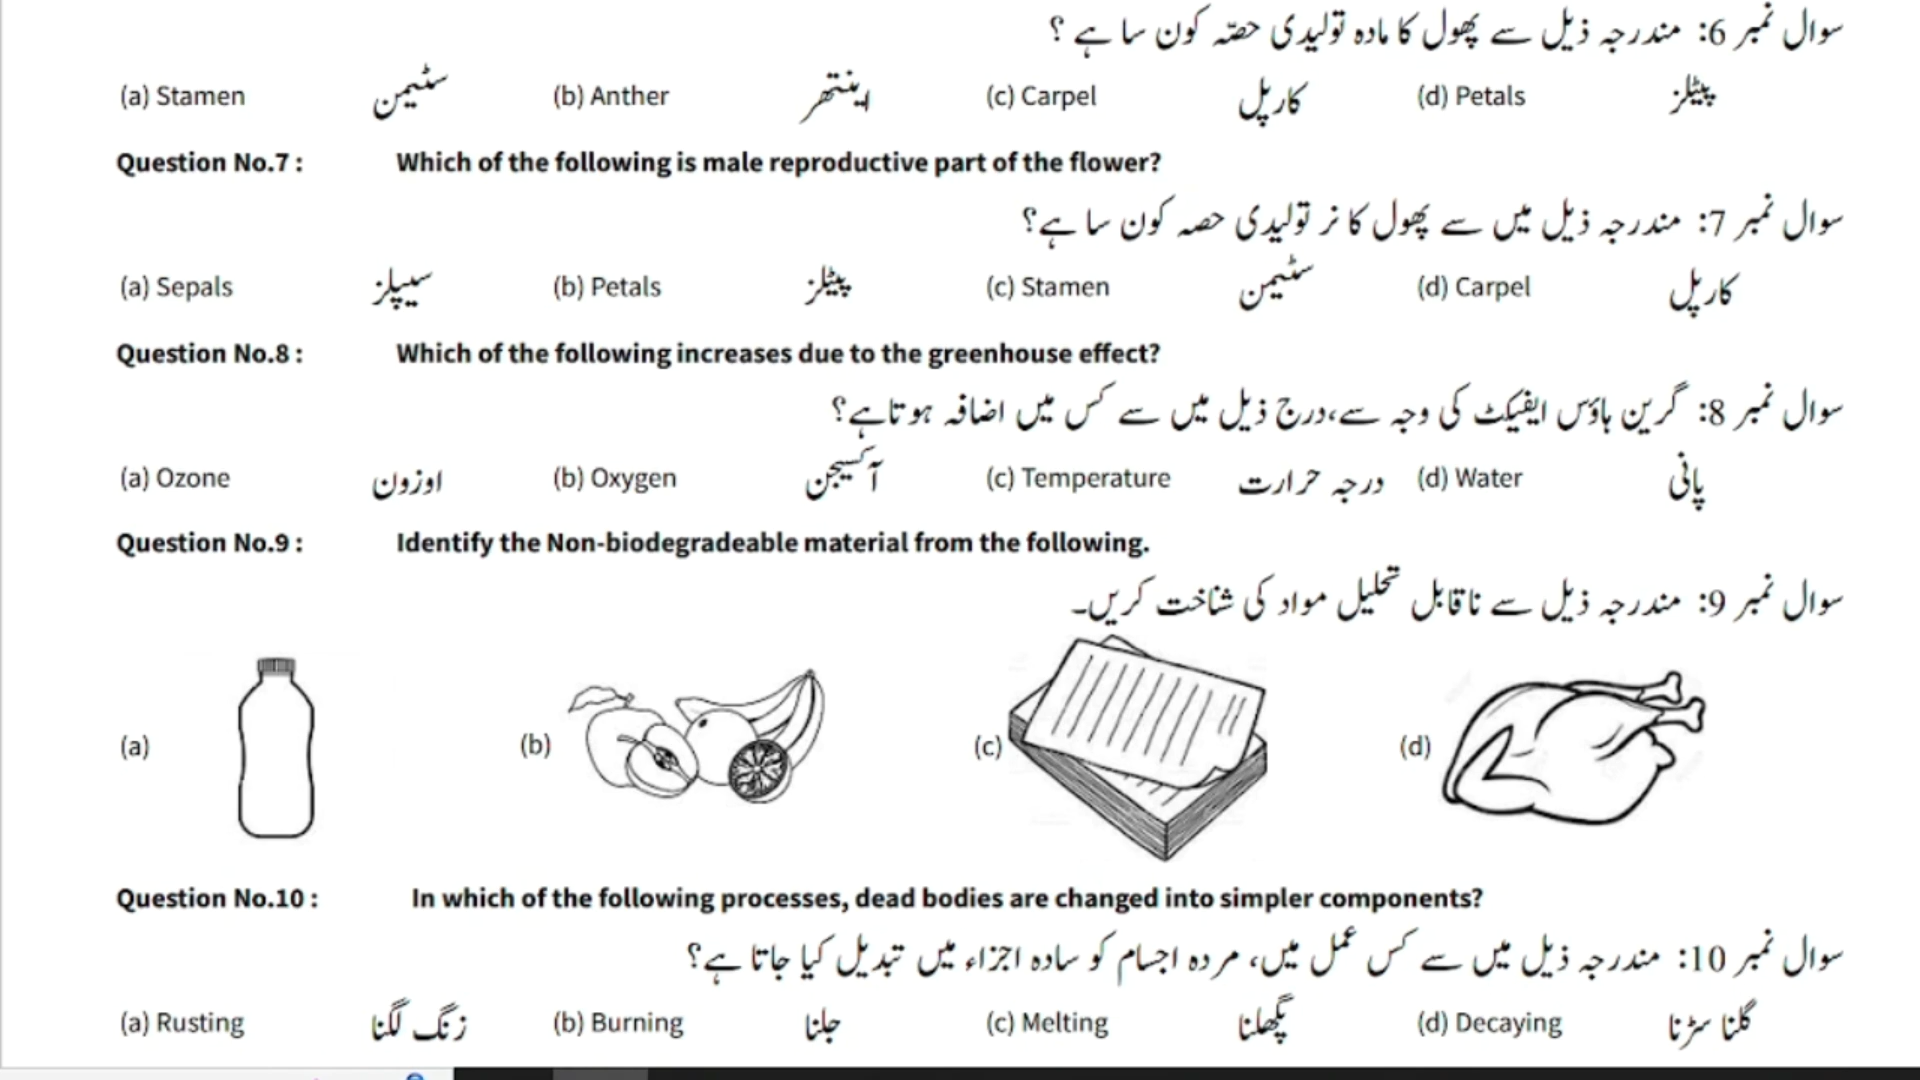 سوال نمبر 6: مندرجہ ذیل سے پھول کا مادہ تولیدی حصّہ کون سا ہے ؟
(a) Stamen سٹیمن (b) Anther اینتھر (c) Carpel کارپل (d) Petals پیٹلز
Question No.7 : Which of the following is male reproductive part of the flower?
سوال نمبر 7: مندرجہ ذیل میں سے پھول کا نر تولیدی حصہ کون سا ہے؟
(a) Sepals سیپلز (b) Petals پیٹلز (c) Stamen سٹیمن (d) Carpel کارپل
Question No.8 : Which of the following increases due to the greenhouse effect?
سوال نمبر 8: گرین ہاؤس ایفیکٹ کی وجہ سے،درج ذیل میں سے کس میں اضافہ ہوتاہے؟
(a) Ozone اوزون (b) Oxygen آکسیجن (c) Temperature درجہ حرارت (d) Water پانی
Question No.9 : Identify the Non-biodegradeable material from the following.
سوال نمبر 9: مندرجہ ذیل سے ناقابل تحلیل مواد کی شناخت کریں۔
(a) (b) (c) (d)
Question No.10 : In which of the following processes, dead bodies are changed into simpler components?
سوال نمبر 10: مندرجہ ذیل میں سے کس عمل میں، مردہ اجسام کو سادہ اجزاء میں تبدیل کیا جاتا ہے؟
(a) Rusting زنگ لگنا (b) Burning جلنا (c) Melting پگھلنا (d) Decaying گلنا سڑنا